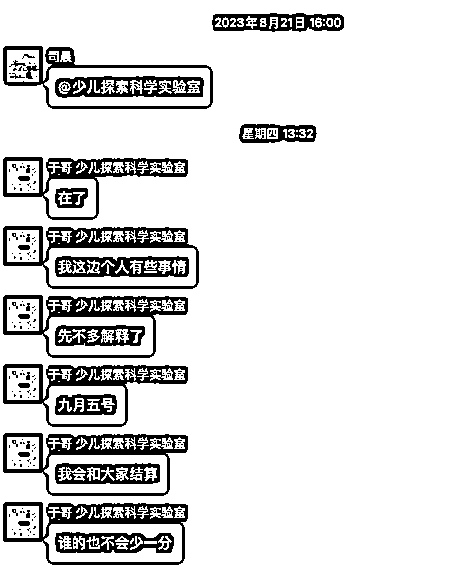 2023年8月21日 16:00
司晨
@少儿探索科学实验室
星期四 13:32
于哥 少儿探索科学实验室
在了
于哥 少儿探索科学实验室
我这边个人有些事情
于哥 少儿探索科学实验室
先不多解释了
于哥 少儿探索科学实验室
九月五号
于哥 少儿探索科学实验室
我会和大家结算
于哥 少儿探索科学实验室
谁的也不会少一分